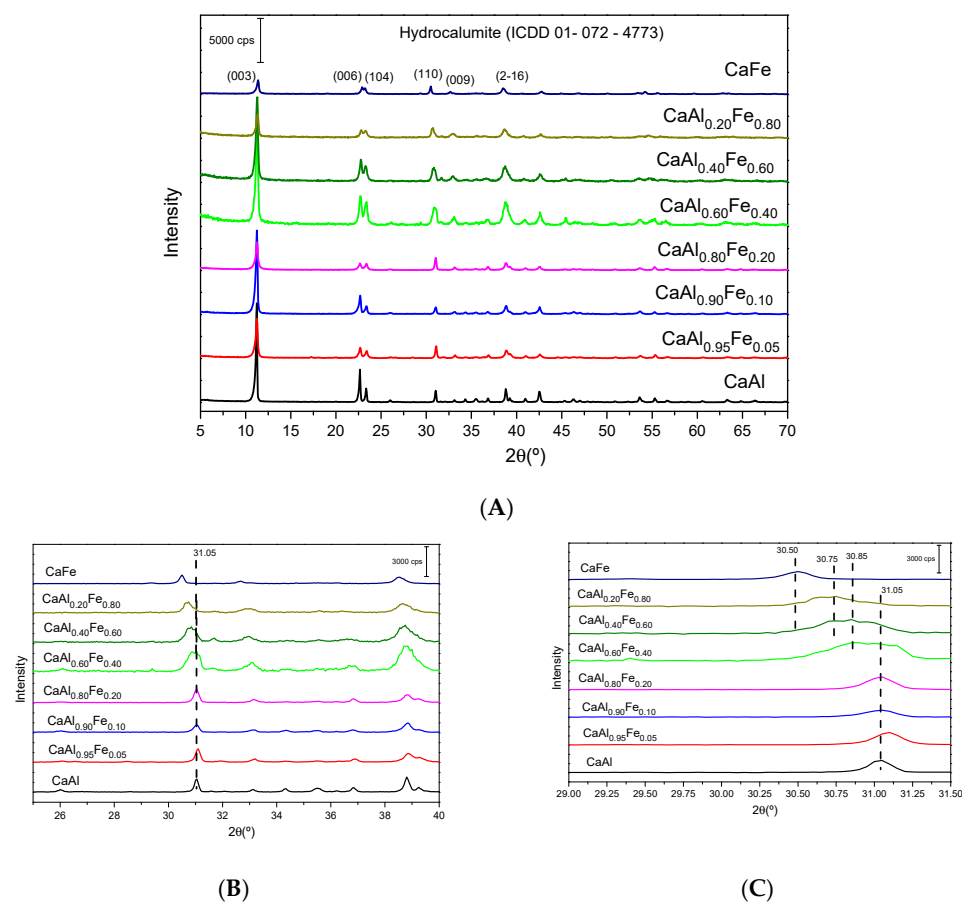 5000 cps
Hydrocalumite (ICDD 01- 072 - 4773)
(003) (006) (104) (110) (009) (2-16)
CaFe
CaAl0.20Fe0.80
CaAl0.40Fe0.60
CaAl0.60Fe0.40
CaAl0.80Fe0.20
CaAl0.90Fe0.10
CaAl0.95Fe0.05
CaAl
Intensity
5 10 15 20 25 30 35 40 45 50 55 60 65 70
2θ(º)
(A)
31.05
3000 cps
CaFe
CaAl0.20Fe0.80
CaAl0.40Fe0.60
CaAl0.60Fe0.40
CaAl0.80Fe0.20
CaAl0.90Fe0.10
CaAl0.95Fe0.05
CaAl
Intensity
26 28 30 32 34 36 38 40
2θ(º)
(B)
30.50 30.75 30.85
3000 cps
31.05
CaFe
CaAl0.20Fe0.80
CaAl0.40Fe0.60
CaAl0.60Fe0.40
CaAl0.80Fe0.20
CaAl0.90Fe0.10
CaAl0.95Fe0.05
CaAl
Intensity
29.00 29.25 29.50 29.75 30.00 30.25 30.50 30.75 31.00 31.25 31.50
2θ(º)
(C)